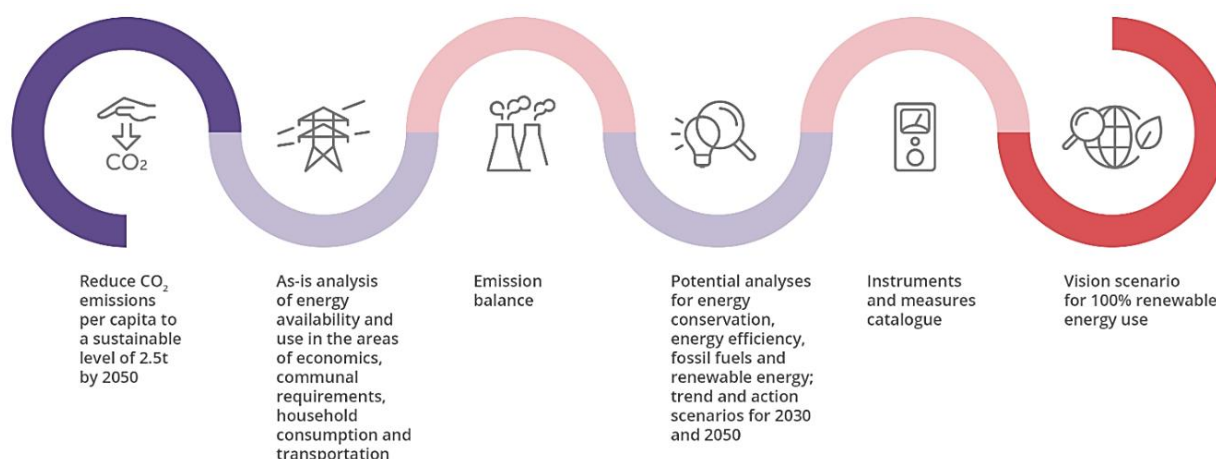 CO2
Reduce CO₂
emissions
per capita to
a sustainable
level of 2.5t
by 2050
As-is analysis
of energy
availability and
use in the areas
of economics,
communal
requirements,
household
consumption and
transportation
Emission
balance
Potential analyses
for energy
conservation,
energy efficiency,
fossil fuels and
renewable energy;
trend and action
scenarios for 2030
and 2050
Instruments
and measures
catalogue
Vision scenario
for 100% renewable
energy use